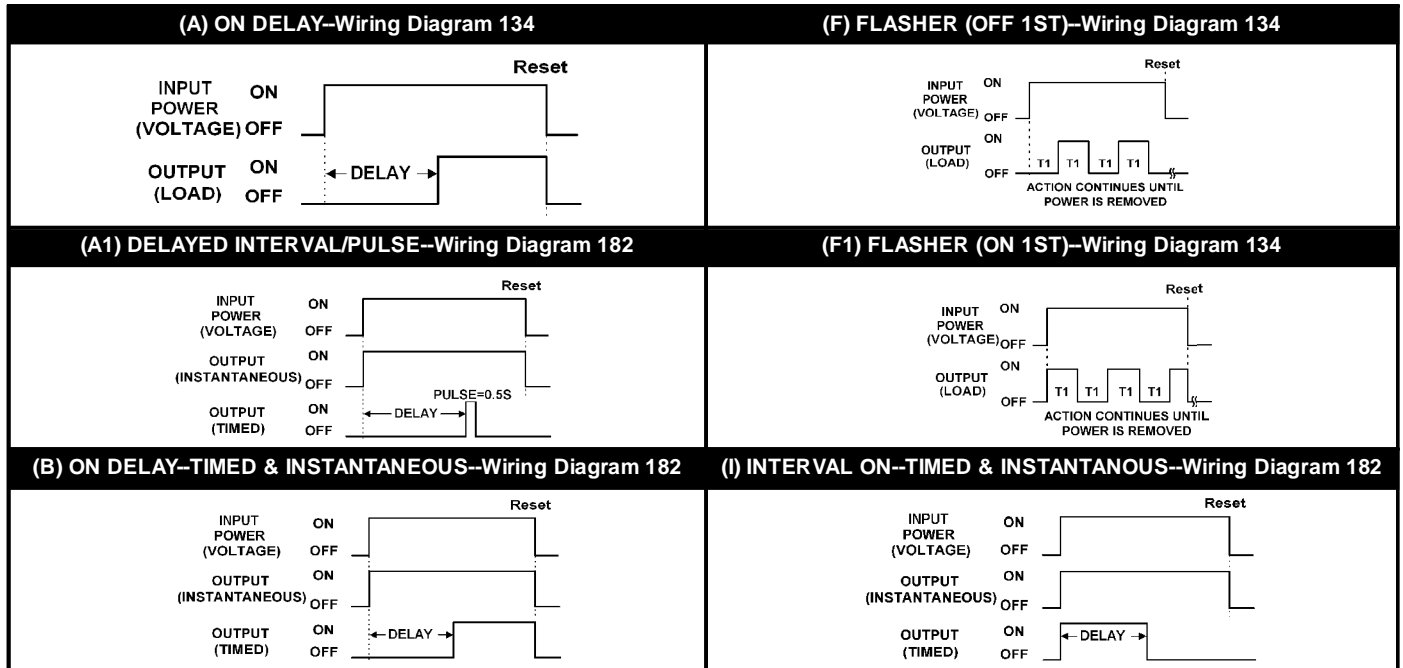 (A) ON DELAY--Wiring Diagram 134
Reset
INPUT
POWER
(VOLTAGE)
ON
OFF
OUTPUT
(LOAD)
ON
OFF
DELAY
(F) FLASHER (OFF 1ST)--Wiring Diagram 134
Reset
INPUT
POWER
(VOLTAGE)
ON
OFF
OUTPUT
(LOAD)
ON
OFF
T1 T1 T1 T1
ACTION CONTINUES UNTIL
POWER IS REMOVED
(A1) DELAYED INTERVAL/PULSE--Wiring Diagram 182
Reset
INPUT
POWER
(VOLTAGE)
ON
OFF
OUTPUT
(INSTANTANEOUS)
ON
OFF
PULSE=0.5S
OUTPUT
(TIMED)
ON
OFF
DELAY
(F1) FLASHER (ON 1ST)--Wiring Diagram 134
Reset
INPUT
POWER
(VOLTAGE)
ON
OFF
OUTPUT
(LOAD)
ON
OFF
T1 T1 T1 T1
ACTION CONTINUES UNTIL
POWER IS REMOVED
(B) ON DELAY--TIMED & INSTANTANEOUS--Wiring Diagram 182
Reset
INPUT
POWER
(VOLTAGE)
ON
OFF
OUTPUT
(INSTANTANEOUS)
ON
OFF
OUTPUT
(TIMED)
ON
OFF
DELAY
(I) INTERVAL ON--TIMED & INSTANTANOUS--Wiring Diagram 182
Reset
INPUT
POWER
(VOLTAGE)
ON
OFF
OUTPUT
(INSTANTANEOUS)
ON
OFF
OUTPUT
(TIMED)
ON
OFF
DELAY